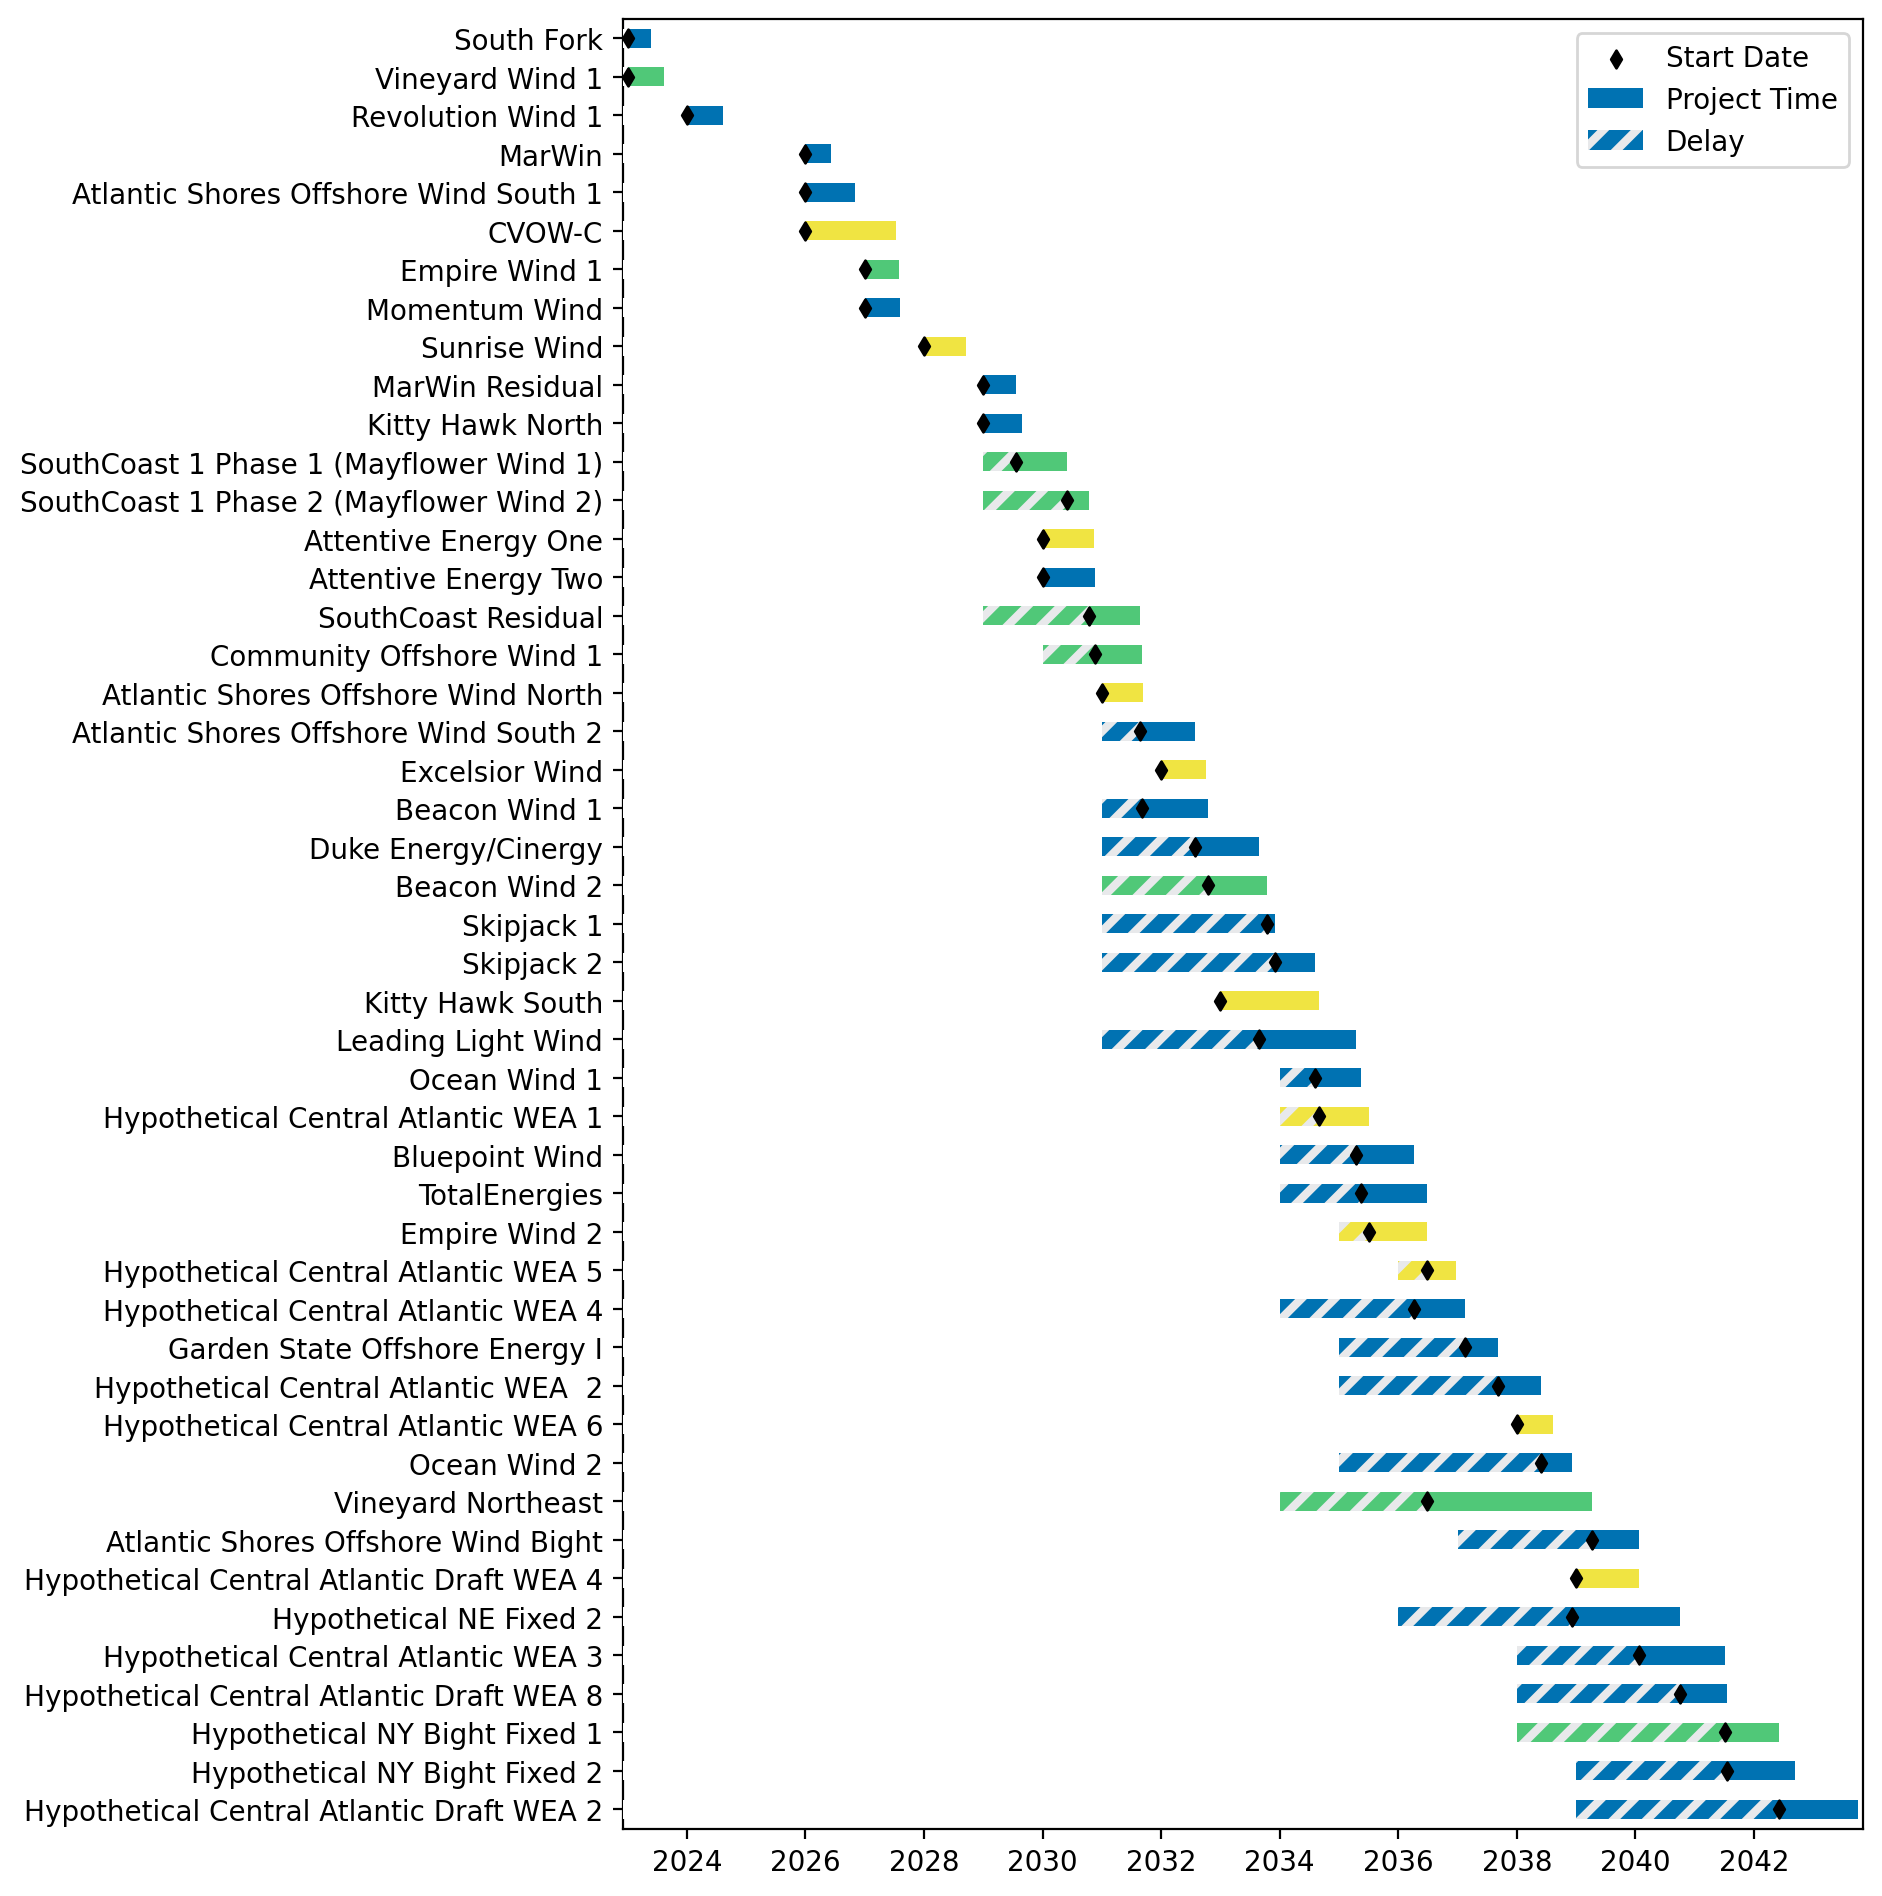 South Fork
Vineyard Wind 1
Revolution Wind 1
MarWin
Atlantic Shores Offshore Wind South 1
CVOW-C
Empire Wind 1
Momentum Wind
Sunrise Wind
MarWin Residual
Kitty Hawk North
SouthCoast 1 Phase 1 (Mayflower Wind 1)
SouthCoast 1 Phase 2 (Mayflower Wind 2)
Attentive Energy One
Attentive Energy Two
SouthCoast Residual
Community Offshore Wind 1
Atlantic Shores Offshore Wind North
Atlantic Shores Offshore Wind South 2
Excelsior Wind
Beacon Wind 1
Duke Energy/Cinergy
Beacon Wind 2
Skipjack 1
Skipjack 2
Kitty Hawk South
Leading Light Wind
Ocean Wind 1
Hypothetical Central Atlantic WEA 1
Bluepoint Wind
TotalEnergies
Empire Wind 2
Hypothetical Central Atlantic WEA 5
Hypothetical Central Atlantic WEA 4
Garden State Offshore Energy I
Hypothetical Central Atlantic WEA  2
Hypothetical Central Atlantic WEA 6
Ocean Wind 2
Vineyard Northeast
Atlantic Shores Offshore Wind Bight
Hypothetical Central Atlantic Draft WEA 4
Hypothetical NE Fixed 2
Hypothetical Central Atlantic WEA 3
Hypothetical Central Atlantic Draft WEA 8
Hypothetical NY Bight Fixed 1
Hypothetical NY Bight Fixed 2
Hypothetical Central Atlantic Draft WEA 2
Start Date
Project Time
Delay
2024 2026 2028 2030 2032 2034 2036 2038 2040 2042